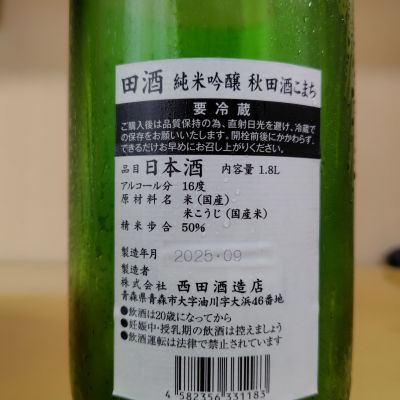 田酒 純米吟醸 秋田酒こまち
要冷蔵
ご購入後は品質保持の為、直射日光を避け、冷蔵で
の保存をお願いいたします。開栓前後にかかわらず、
できるだけお早めにお召し上がりください。
品目 日本酒 内容量 1.8L
アルコール分 16度
原材料名 米(国産)
米こうじ(国産米)
精米歩合 50%
製造年月 2025·09
製造者
株式会社 西田酒造店
青森県青森市大字油川字大浜46番地
●飲酒は20歳になってから
●妊娠中・授乳期の飲酒は控えましょう
●飲酒運転は法律で禁止されています
4 582356 331183